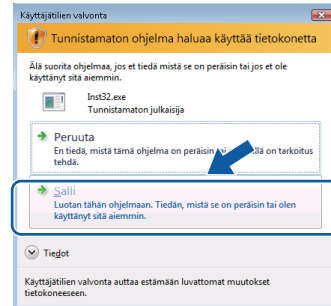 Käyttäjätilien valvonta
Tunnistamaton ohjelma haluaa käyttää tietokonetta
Älä suorita ohjelmaa, jos et tiedä mistä se on peräisin tai jos et ole
käyttänyt sitä aiemmin.
Inst32.exe
Tunnistamaton julkaisija
Peruuta
En tiedä, mistä tämä ohjelma on peräisin tai on tarkoitus
tehdä.
Salli
Luotan tähän ohjelmaan. Tiedän, mistä se on peräisin tai olen
käyttänyt sitä aiemmin.
Tiedot
Käyttäjätilien valvonta auttaa estämään luvattomat muutokset
tietokoneeseen.